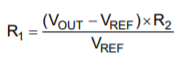 R1 = (VOUT − VREF) × R2
VREF